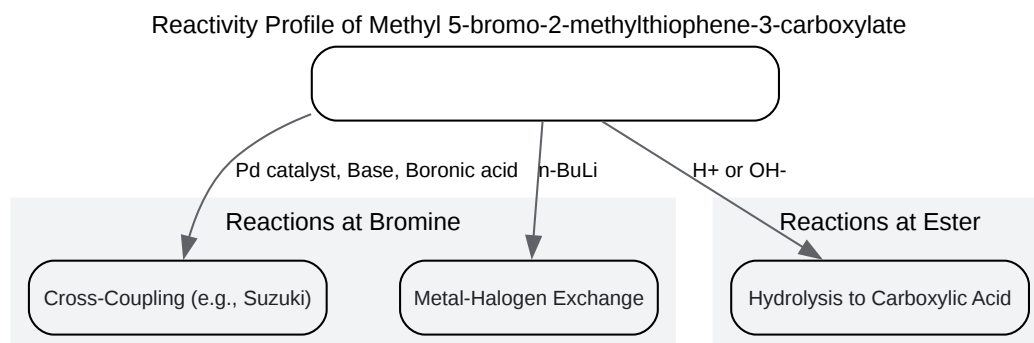 Reactivity Profile of Methyl 5-bromo-2-methylthiophene-3-carboxylate
Pd catalyst, Base, Boronic acid
n-BuLi
H+ or OH-
Reactions at Bromine
Reactions at Ester
Cross-Coupling (e.g., Suzuki)
Metal-Halogen Exchange
Hydrolysis to Carboxylic Acid